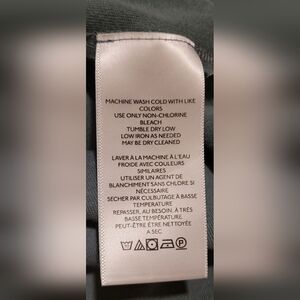 MACHINE WASH COLD WITH LIKE
COLORS
USE ONLY NON-CHLORINE
BLEACH
TUMBLE DRY LOW
LOW IRON AS NEEDED
MAY BE DRY CLEANED
LAVER À LA MACHINE À L'EAU
FROIDE AVEC COULEURS
SIMILAIRES
UTILISER UN AGENT DE
BLANCHIMENT SANS CHLORE SI
NÉCESSAIRE
SECHER PAR CULBUTAGE À BASSE
TEMPERATURE
REPASSER, AU BESOIN, À TRÈS
BASSE TEMPÉRATURE.
PEUT-ÊTRE ÊTRE NETTOYÉE
A SEC